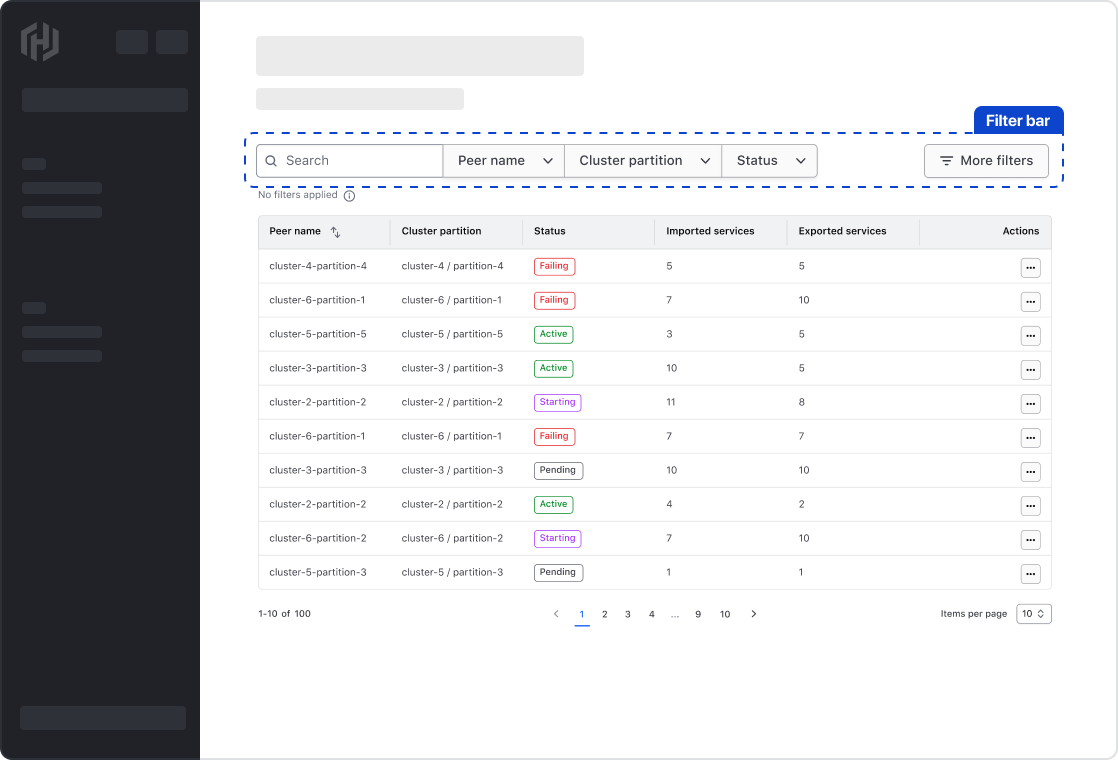 Filter bar
Search Peer name Cluster partition Status More filters
No filters applied
Peer name Cluster partition Status Imported services Exported services Actions
cluster-4-partition-4 cluster-4 / partition-4 Failing 5 5
cluster-6-partition-1 cluster-6 / partition-1 Failing 7 10
cluster-5-partition-5 cluster-5 / partition-5 Active 3 5
cluster-3-partition-3 cluster-3 / partition-3 Active 10 5
cluster-2-partition-2 cluster-2 / partition-2 Starting 11 8
cluster-6-partition-1 cluster-6 / partition-1 Failing 7 7
cluster-3-partition-3 cluster-3 / partition-3 Pending 10 10
cluster-2-partition-2 cluster-2 / partition-2 Active 4 2
cluster-6-partition-2 cluster-6 / partition-2 Starting 7 10
cluster-5-partition-3 cluster-5 / partition-3 Pending 1 1
1-10 of 100 1 2 3 4 ... 9 10 Items per page 10